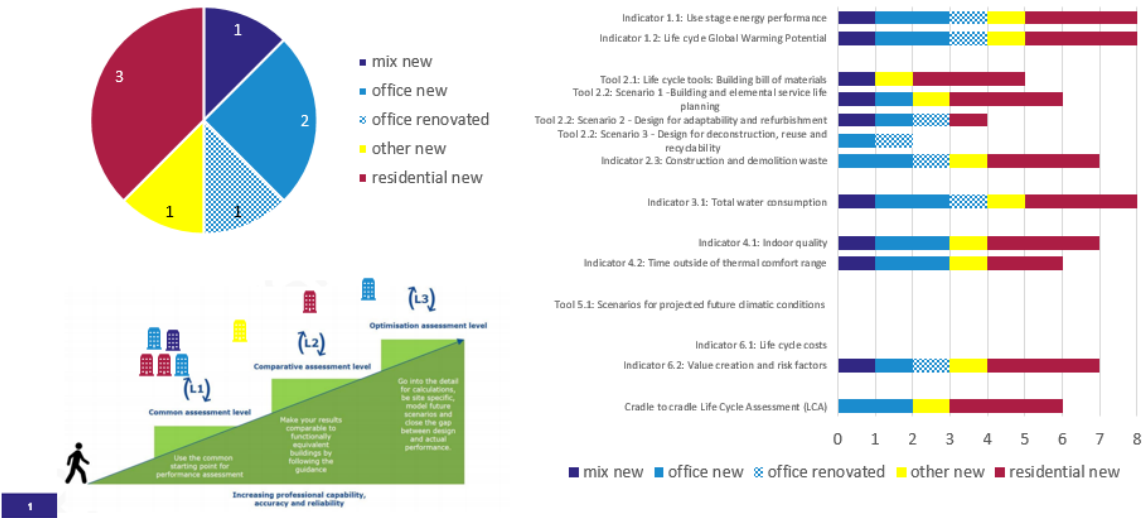 1
2
1
1
3
mix new
office new
office renovated
other new
residential new
L3
Optimisation assessment level
L2
Comparative assessment level
L1
Common assessment level
Go into the detail
for calculations,
be site specific,
model future
scenarios and
close the gap
between design
and actual
performance.
Make your results
comparable to
functionally
equivalent
buildings by
following the
guidance
Use the common
starting point for
performance assessment
Increasing professional capability,
accuracy and reliability
1
Indicator 1.1: Use stage energy performance
Indicator 1.2: Life cycle Global Warming Potential
Tool 2.1: Life cycle tools: Building bill of materials
Tool 2.2: Scenario 1 -Building and elemental service life
planning
Tool 2.2: Scenario 2 - Design for adaptability and refurbishment
Tool 2.2: Scenario 3 - Design for deconstruction, reuse and
recyclability
Indicator 2.3: Construction and demolition waste
Indicator 3.1: Total water consumption
Indicator 4.1: Indoor quality
Indicator 4.2: Time outside of thermal comfort range
Tool 5.1: Scenarios for projected future climatic conditions
Indicator 6.1: Life cycle costs
Indicator 6.2: Value creation and risk factors
Cradle to cradle Life Cycle Assessment (LCA)
0 1 2 3 4 5 6 7 8
mix new office new office renovated other new residential new